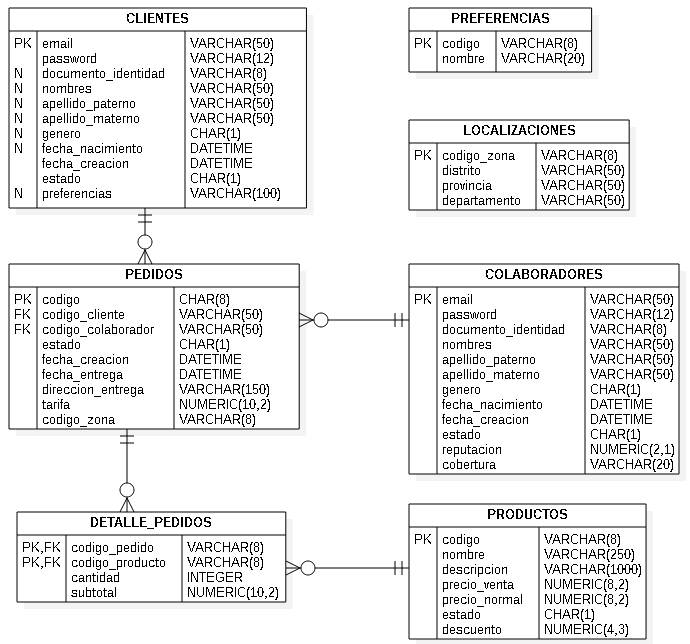 CLIENTES
PK email VARCHAR(50)
password VARCHAR(12)
N documento_identidad VARCHAR(8)
N nombres VARCHAR(50)
N apellido_paterno VARCHAR(50)
N apellido_materno VARCHAR(50)
N genero CHAR(1)
N fecha_nacimiento DATETIME
fecha_creacion DATETIME
estado CHAR(1)
N preferencias VARCHAR(100)
PREFERENCIAS
PK codigo VARCHAR(8)
nombre VARCHAR(20)
LOCALIZACIONES
PK codigo_zona VARCHAR(8)
distrito VARCHAR(50)
provincia VARCHAR(50)
departamento VARCHAR(50)
PEDIDOS
PK codigo CHAR(8)
FK codigo_cliente VARCHAR(50)
FK codigo_colaborador VARCHAR(50)
estado CHAR(1)
fecha_creacion DATETIME
fecha_entrega DATETIME
direccion_entrega VARCHAR(150)
tarifa NUMERIC(10,2)
codigo_zona VARCHAR(8)
COLABORADORES
PK email VARCHAR(50)
password VARCHAR(12)
documento_identidad VARCHAR(8)
nombres VARCHAR(50)
apellido_paterno VARCHAR(50)
apellido_materno VARCHAR(50)
genero CHAR(1)
fecha_nacimiento DATETIME
fecha_creacion DATETIME
estado CHAR(1)
reputacion NUMERIC(2,1)
cobertura VARCHAR(20)
DETALLE_PEDIDOS
PK,FK codigo_pedido VARCHAR(8)
PK,FK codigo_producto VARCHAR(8)
cantidad INTEGER
subtotal NUMERIC(10,2)
PRODUCTOS
PK codigo VARCHAR(8)
nombre VARCHAR(250)
descripcion VARCHAR(1000)
precio_venta NUMERIC(8,2)
precio_normal NUMERIC(8,2)
estado CHAR(1)
descuento NUMERIC(4,3)